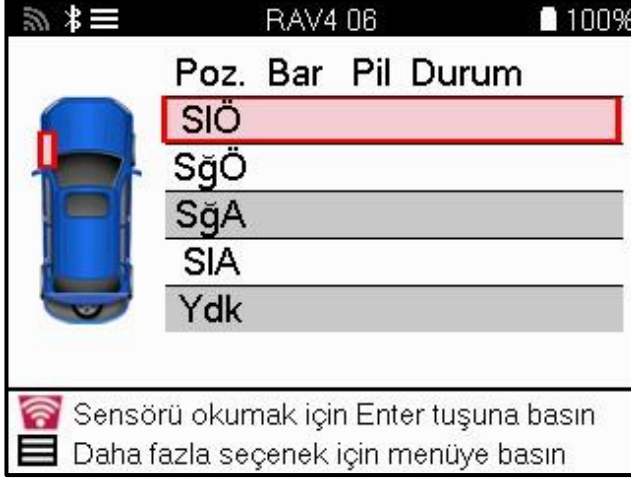 RAV4 06 100%
Poz. Bar Pil Durum
SlÖ
SğÖ
SğA
SlA
Ydk
Sensörü okumak için Enter tuşuna basın
Daha fazla seçenek için menüye basın